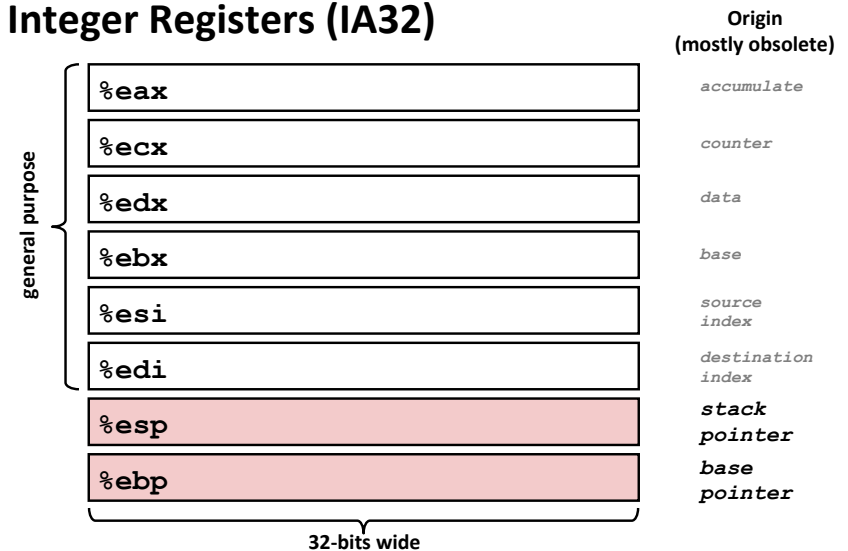 Integer Registers (IA32)
Origin
(mostly obsolete)
general purpose
%eax
accumulate
%ecx
counter
%edx
data
%ebx
base
%esi
source
index
%edi
destination
index
%esp
stack
pointer
%ebp
base
pointer
32-bits wide